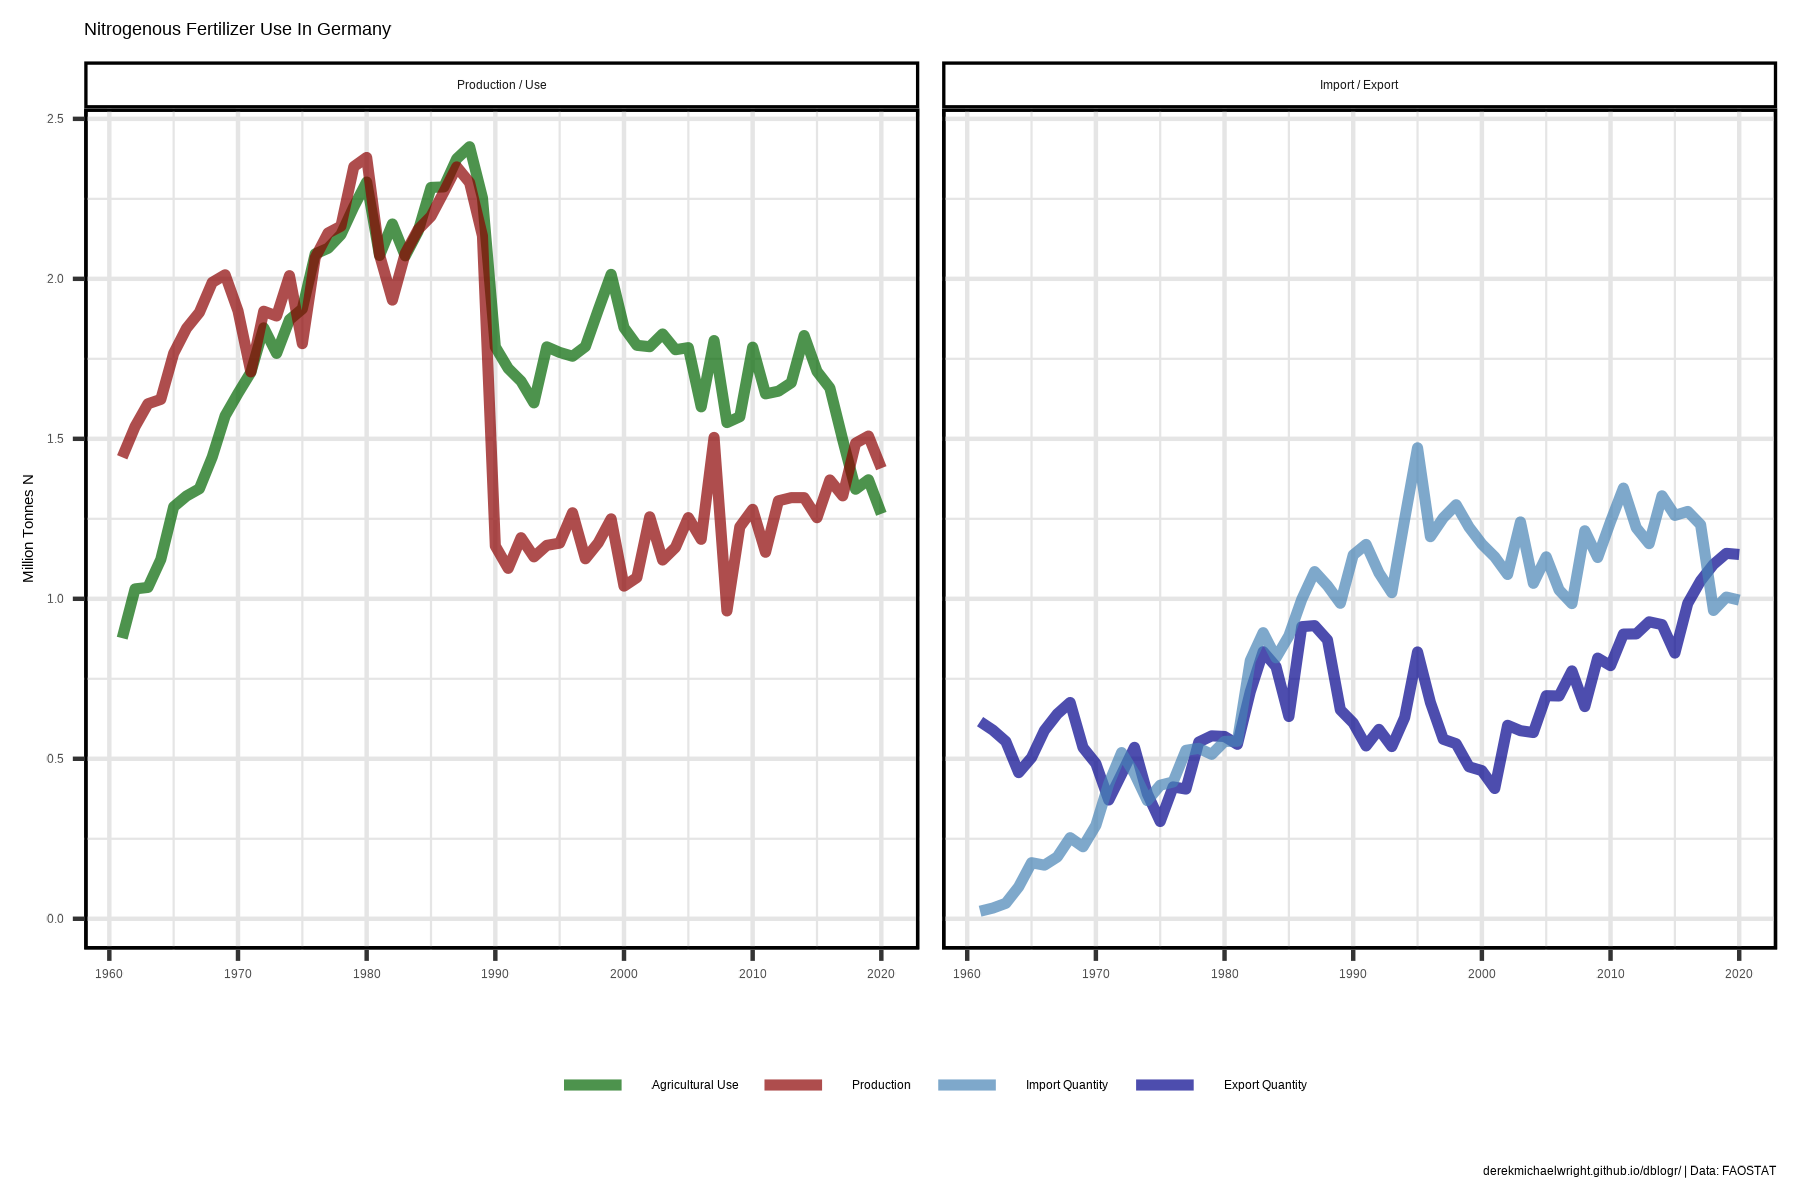 Nitrogenous Fertilizer Use In Germany
Production / Use
Import / Export
Million Tonnes N
2.5
2.0
1.5
1.0
0.5
0.0
1960 1970 1980 1990 2000 2010 2020
1960 1970 1980 1990 2000 2010 2020
Agricultural Use Production Import Quantity Export Quantity
derekmichaelwright.github.io/dblogr/ | Data: FAOSTAT